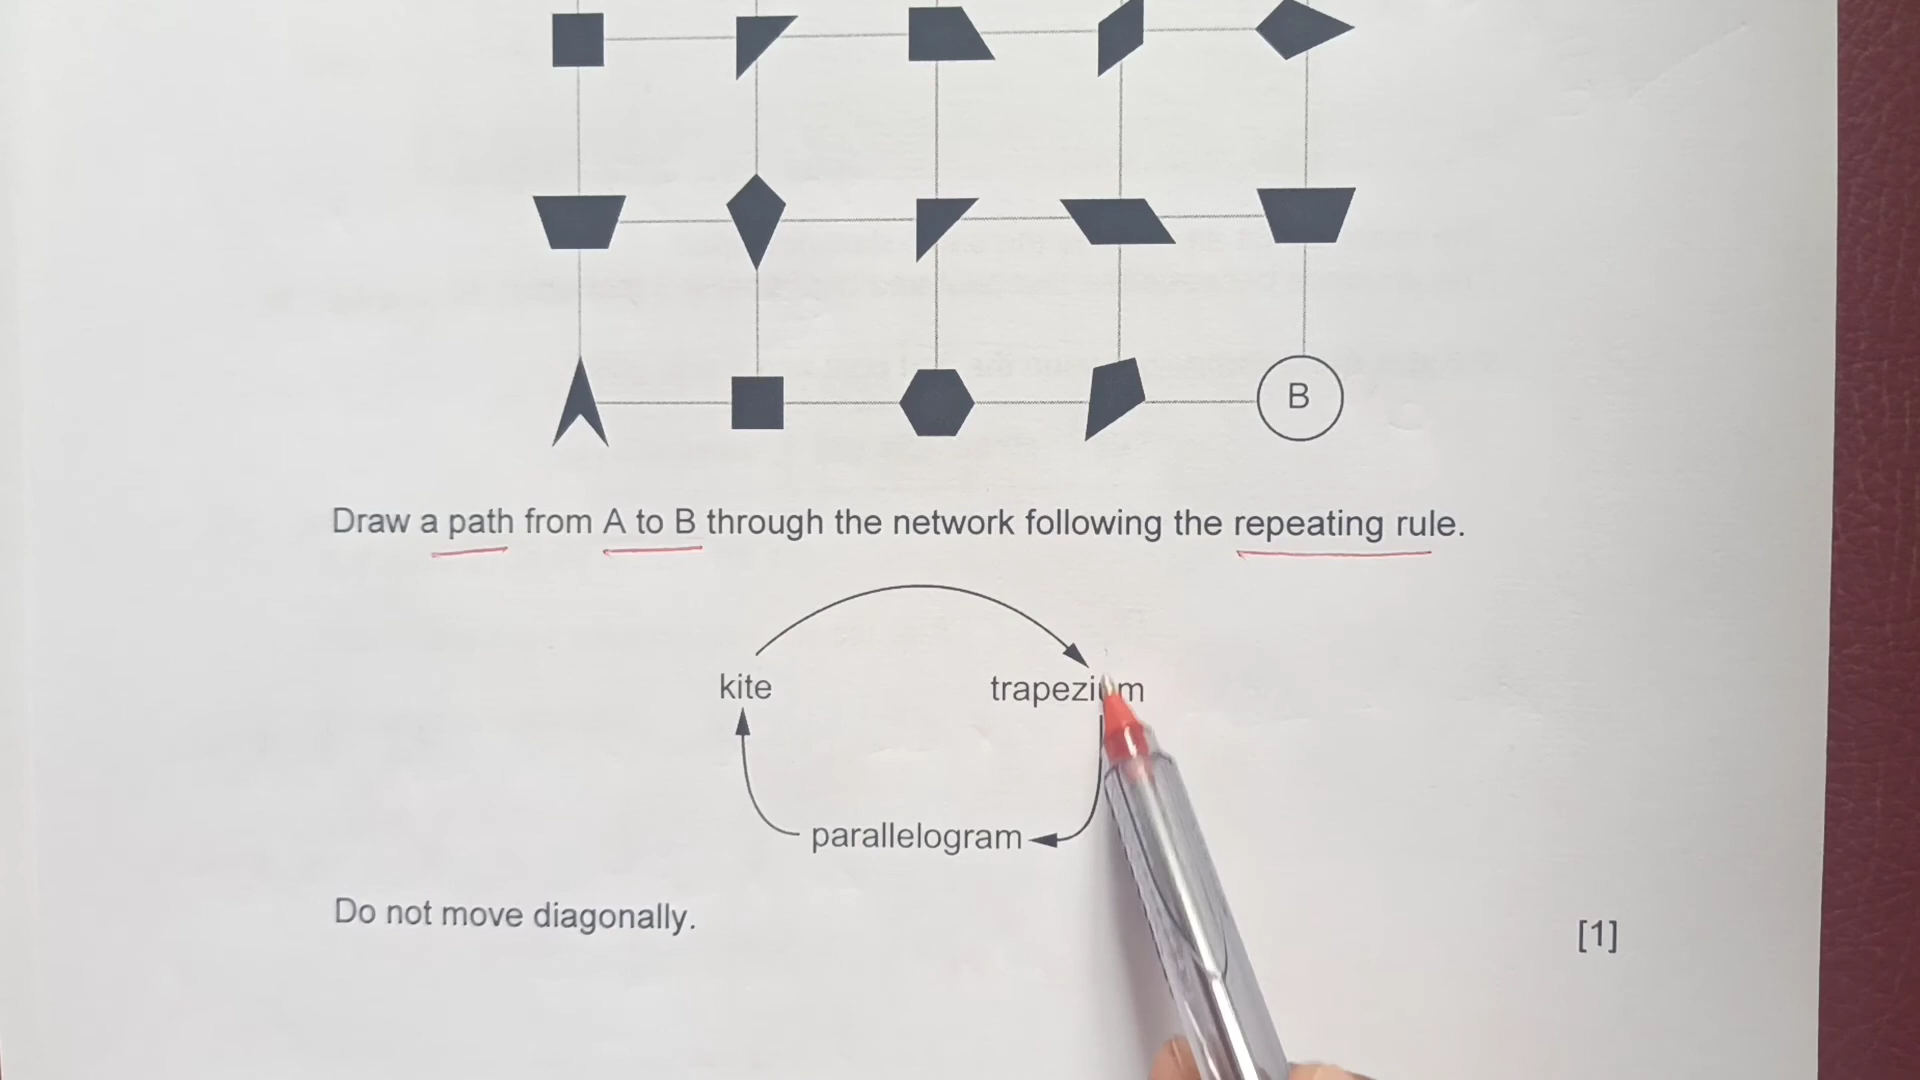 B
Draw a path from A to B through the network following the repeating rule.
kite
trapezium
parallelogram
Do not move diagonally.
[1]